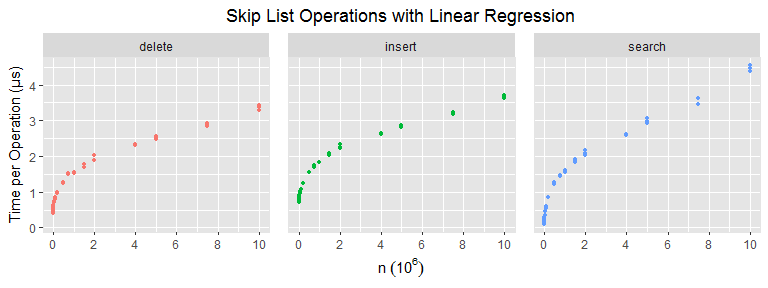 Skip List Operations with Linear Regression
delete insert search
Time per Operation (µs)
4
3
2
1
0
0 2 4 6 8 10 0 2 4 6 8 10 0 2 4 6 8 10
n (10⁶)